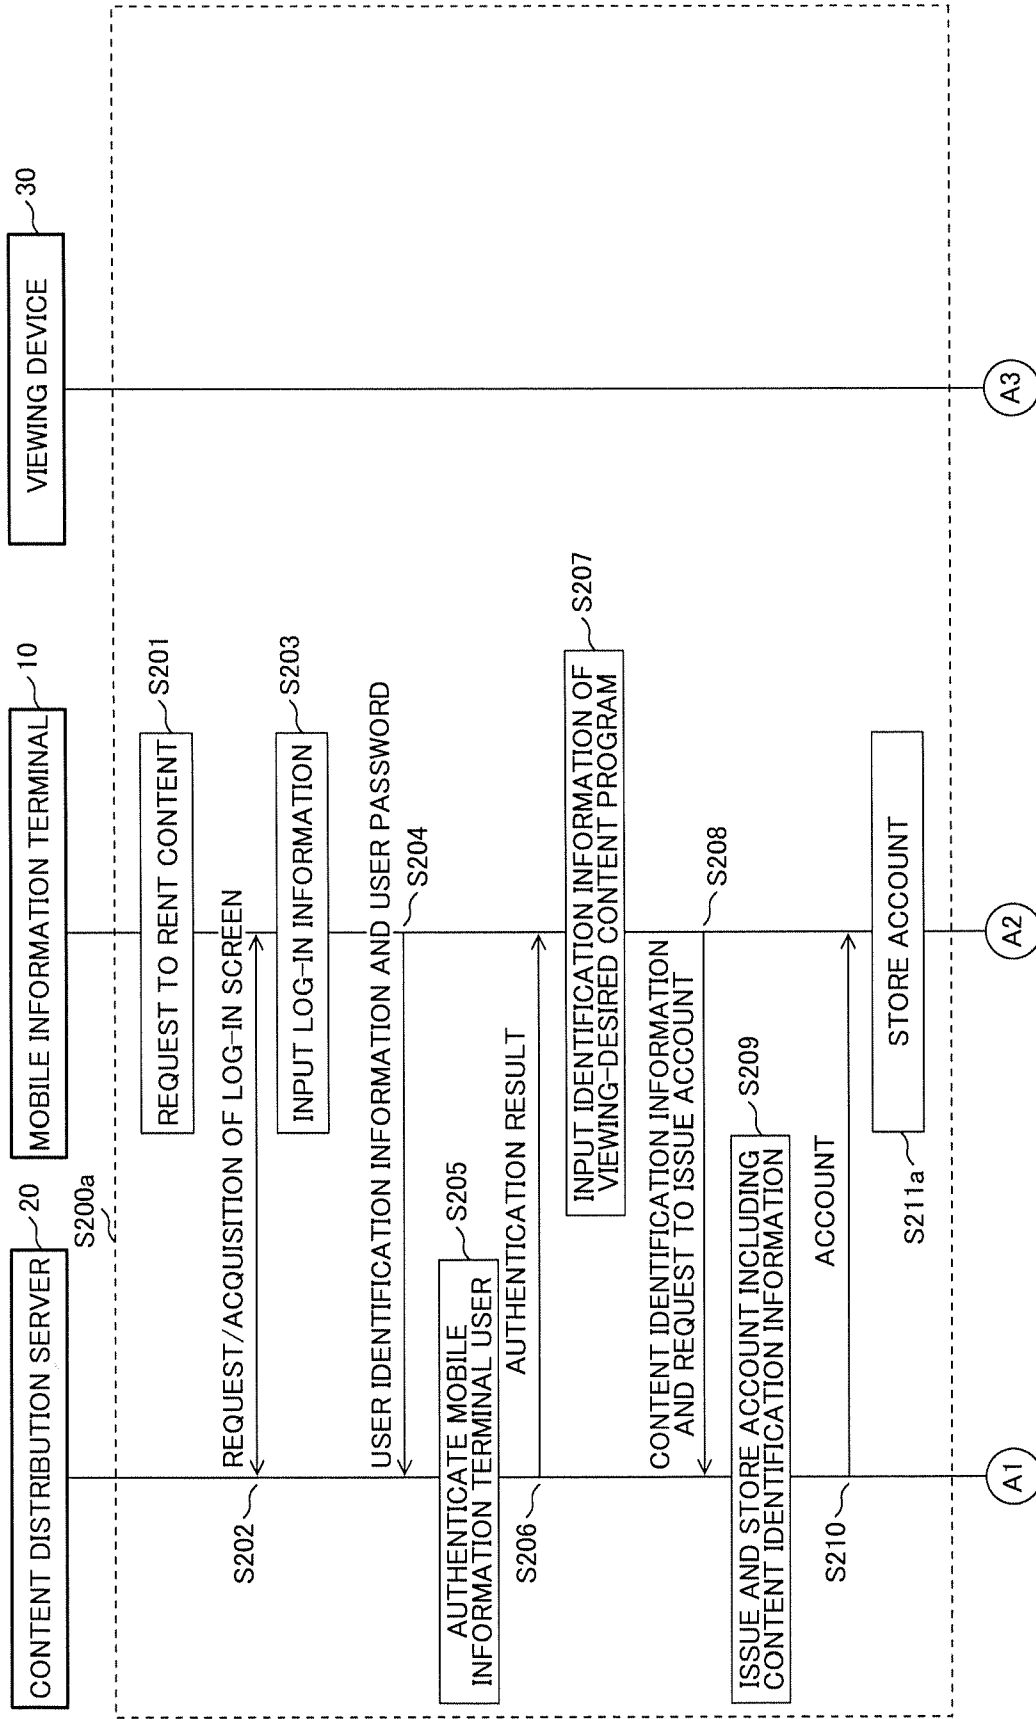 CONTENT DISTRIBUTION SERVER
20
MOBILE INFORMATION TERMINAL
10
VIEWING DEVICE
30
S200a
REQUEST TO RENT CONTENT
S201
REQUEST/ACQUISITION OF LOG-IN SCREEN
S202
INPUT LOG-IN INFORMATION
S203
USER IDENTIFICATION INFORMATION AND USER PASSWORD
S204
AUTHENTICATE MOBILE
INFORMATION TERMINAL USER
S205
AUTHENTICATION RESULT
S206
INPUT IDENTIFICATION INFORMATION OF
VIEWING-DESIRED CONTENT PROGRAM
S207
CONTENT IDENTIFICATION INFORMATION
AND REQUEST TO ISSUE ACCOUNT
S208
ISSUE AND STORE ACCOUNT INCLUDING
CONTENT IDENTIFICATION INFORMATION
S209
ACCOUNT
S210
STORE ACCOUNT
S211a
A1
A2
A3